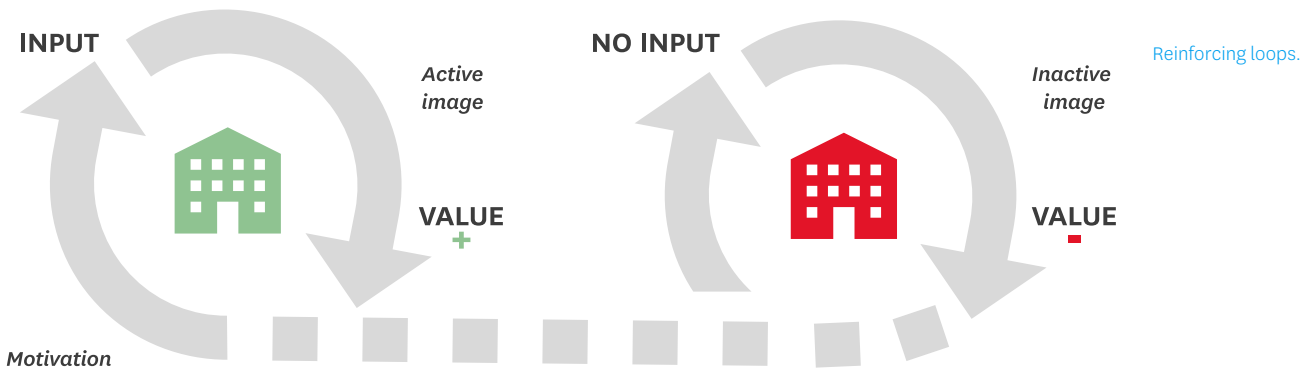 INPUT
Active
image
VALUE
+
Motivation
NO INPUT
Inactive
image
VALUE
-
Reinforcing loops.